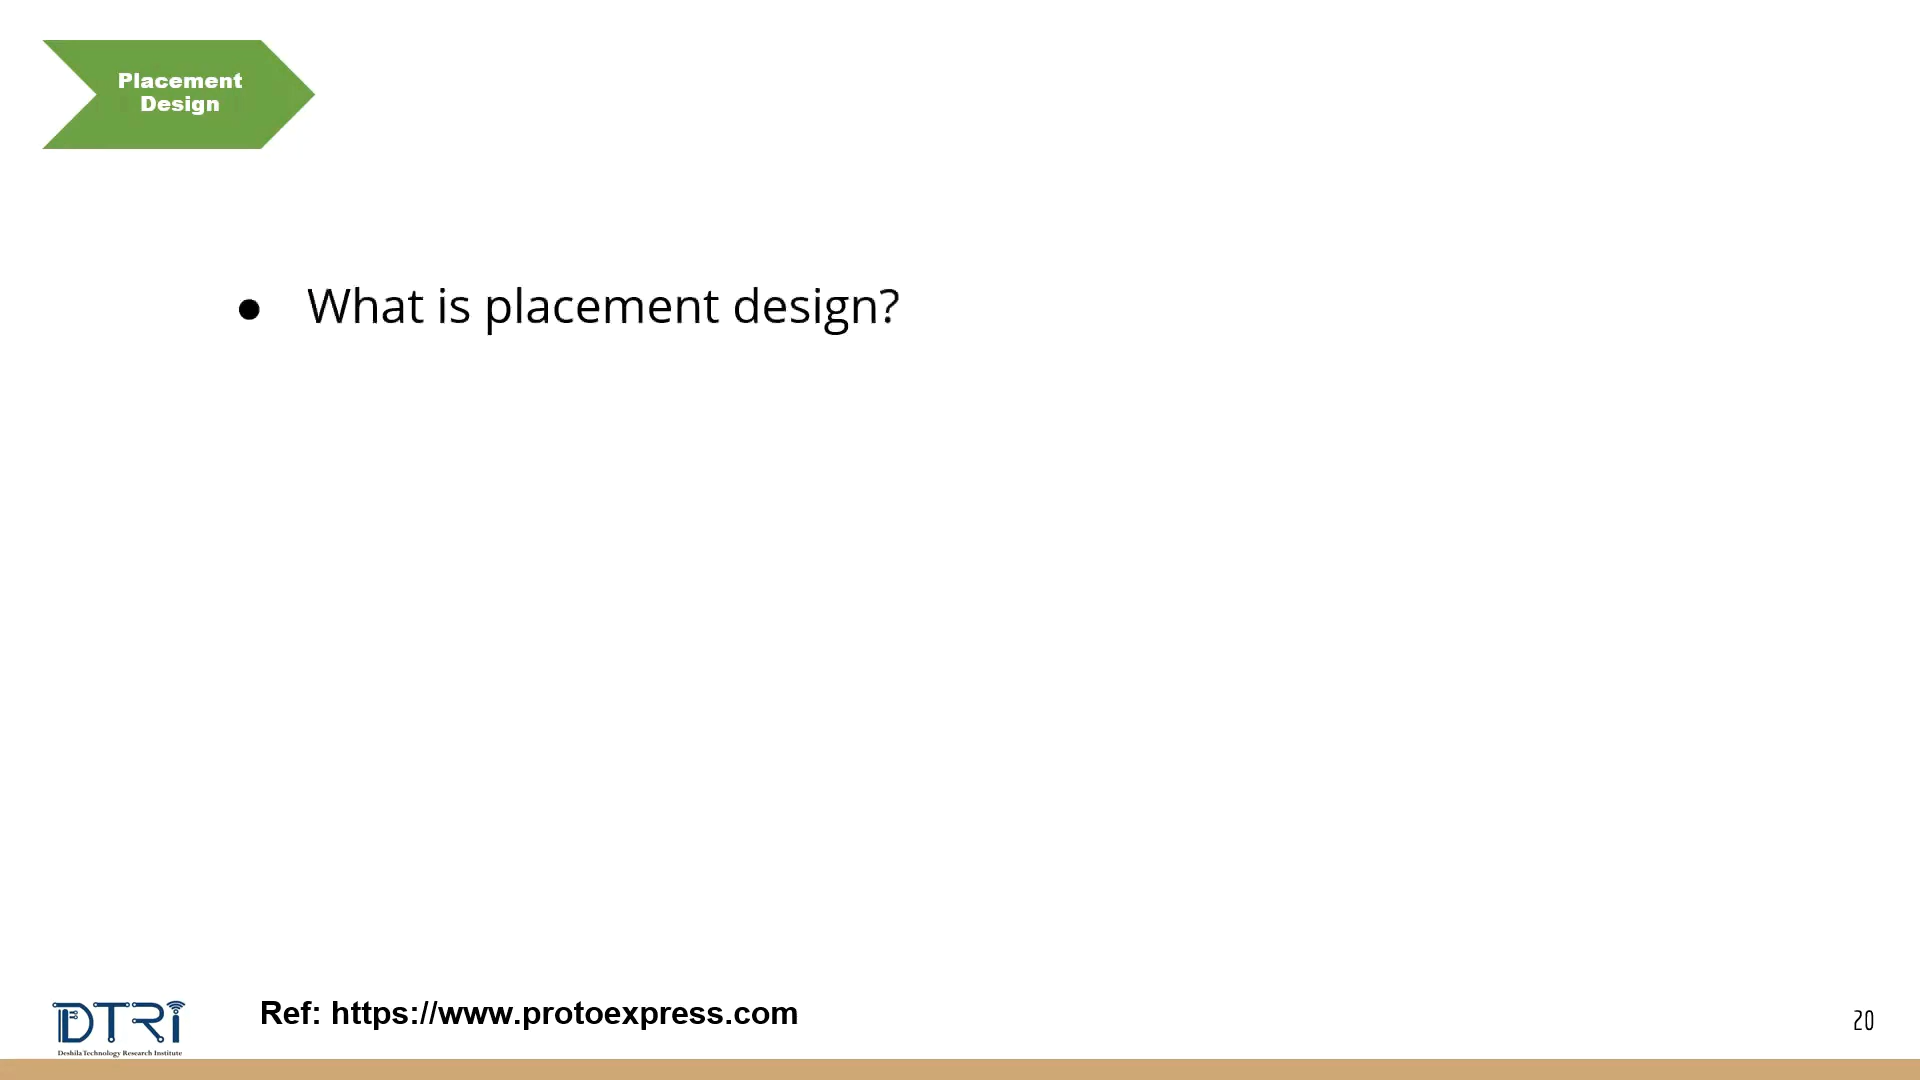 Placement
Design
● What is placement design?
DTRi
Deshila Technology Research Institute
Ref: https://www.protoexpress.com
20